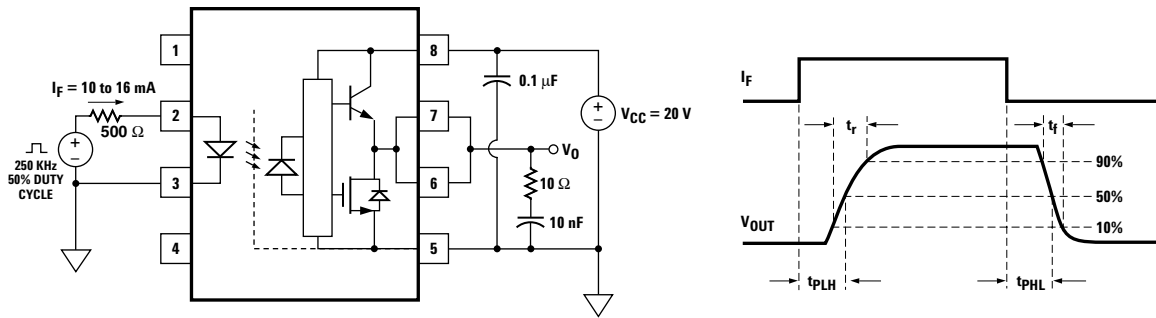 1
8
I_F = 10 to 16 mA
0.1 µF
I_F
2
7
t_r
t_f
500 Ω
+
–
V_CC = 20 V
+
–
V_O
90%
250 KHz
50% DUTY
CYCLE
3
6
10 Ω
50%
10 nF
V_OUT
10%
4
5
t_PLH
t_PHL